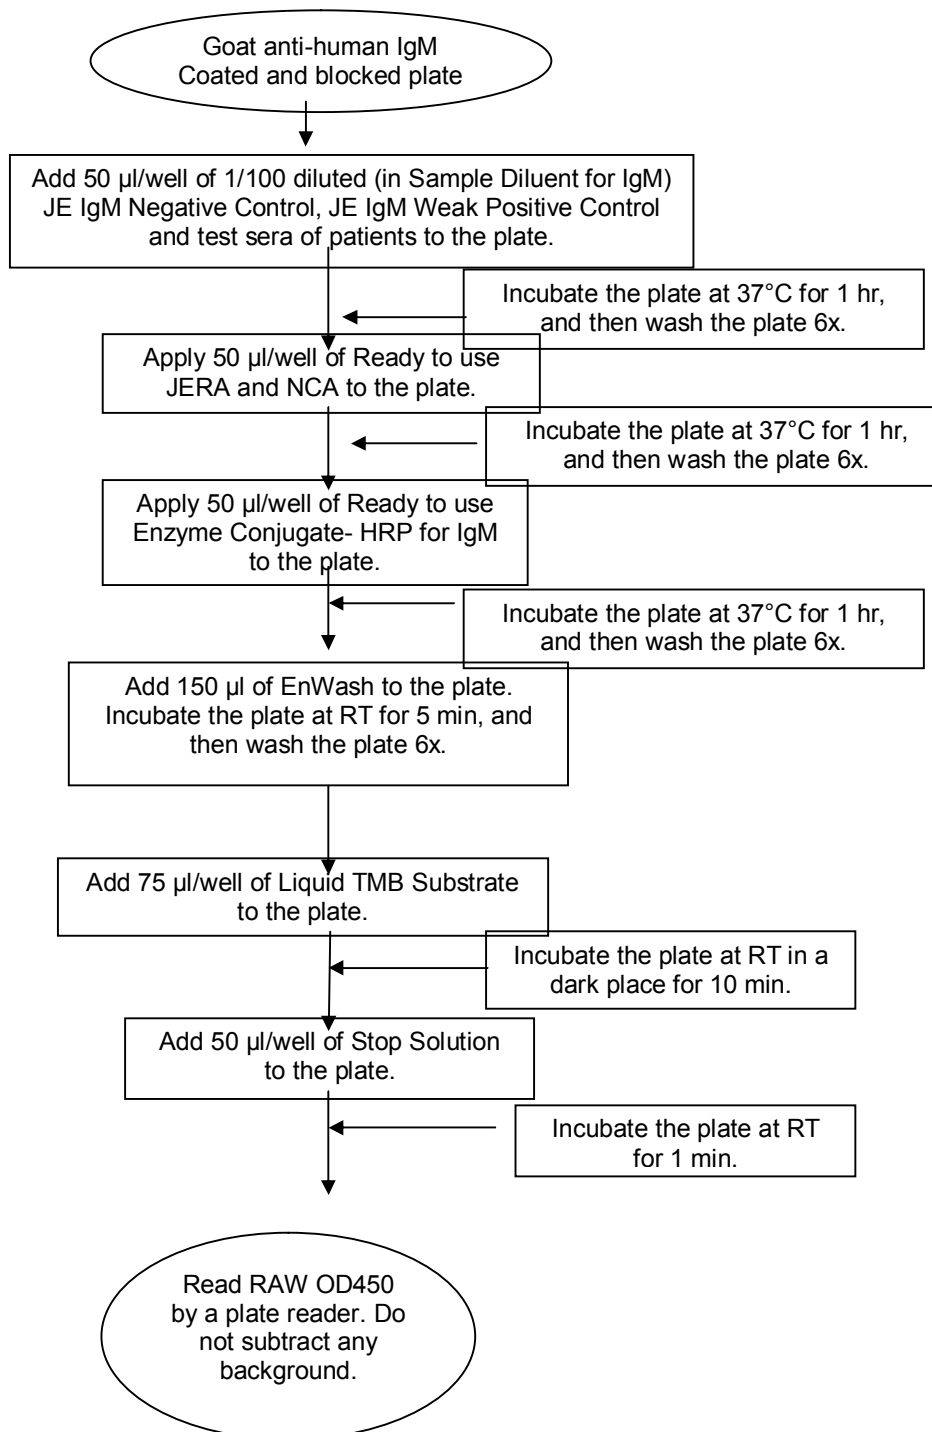 Goat anti-human IgM
Coated and blocked plate
Add 50 µl/well of 1/100 diluted (in Sample Diluent for IgM)
JE IgM Negative Control, JE IgM Weak Positive Control
and test sera of patients to the plate.
Incubate the plate at 37°C for 1 hr,
and then wash the plate 6x.
Apply 50 µl/well of Ready to use
JERA and NCA to the plate.
Incubate the plate at 37°C for 1 hr,
and then wash the plate 6x.
Apply 50 µl/well of Ready to use
Enzyme Conjugate- HRP for IgM
to the plate.
Incubate the plate at 37°C for 1 hr,
and then wash the plate 6x.
Add 150 µl of EnWash to the plate.
Incubate the plate at RT for 5 min, and
then wash the plate 6x.
Add 75 µl/well of Liquid TMB Substrate
to the plate.
Incubate the plate at RT in a
dark place for 10 min.
Add 50 µl/well of Stop Solution
to the plate.
Incubate the plate at RT
for 1 min.
Read RAW OD450
by a plate reader. Do
not subtract any
background.